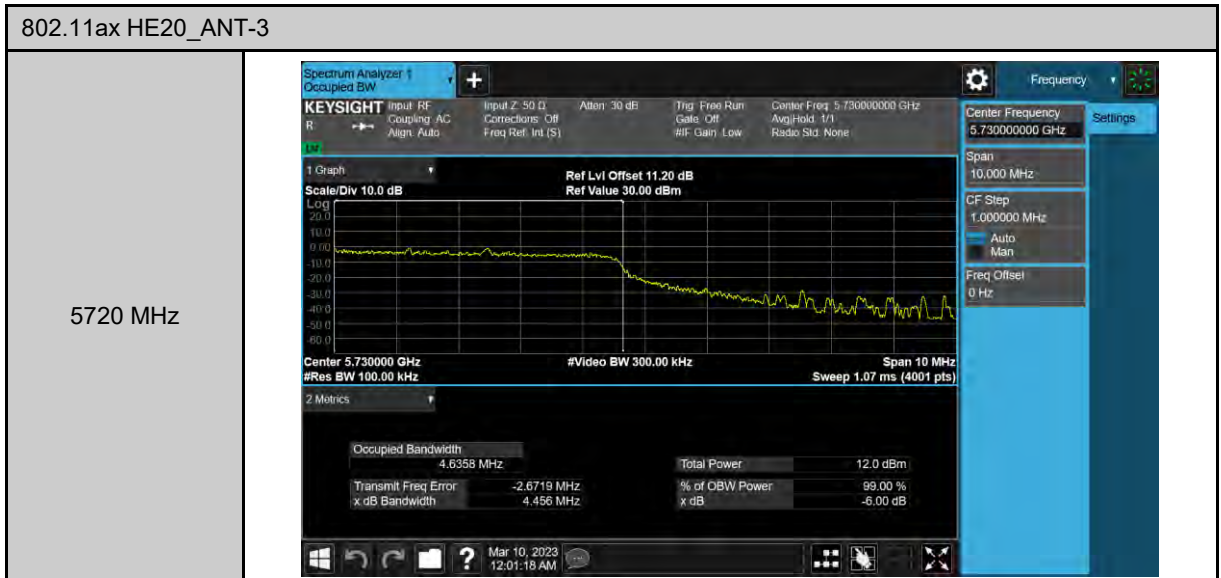 802.11ax HE20_ANT-3
5720 MHz
Spectrum Analyzer 1
Occupied BW
Frequency
KEYSIGHT
R
Input: RF
Coupling: AC
Align: Auto
Input Z: 50 Ω
Corrections: Off
Freq Ref: Int (S)
Atten: 30 dB
Trig: Free Run
Gate: Off
#IF Gain: Low
Center Freq: 5.730000000 GHz
Avg|Hold: 1/1
Radio Std: None
Center Frequency
5.730000000 GHz
Settings
Span
10.000 MHz
CF Step
1.000000 MHz
Auto
Man
Freq Offset
0 Hz
1 Graph
Scale/Div 10.0 dB
Ref Lvl Offset 11.20 dB
Ref Value 30.00 dBm
Log
20.0
10.0
0.00
-10.0
-20.0
-30.0
-40.0
-50.0
-60.0
Center 5.730000 GHz
#Res BW 100.00 kHz
#Video BW 300.00 kHz
Span 10 MHz
Sweep 1.07 ms (4001 pts)
2 Metrics
Occupied Bandwidth
4.6358 MHz
Total Power 12.0 dBm
Transmit Freq Error -2.6719 MHz
% of OBW Power 99.00 %
x dB Bandwidth 4.456 MHz
x dB -6.00 dB
?
Mar 10, 2023
12:01:18 AM